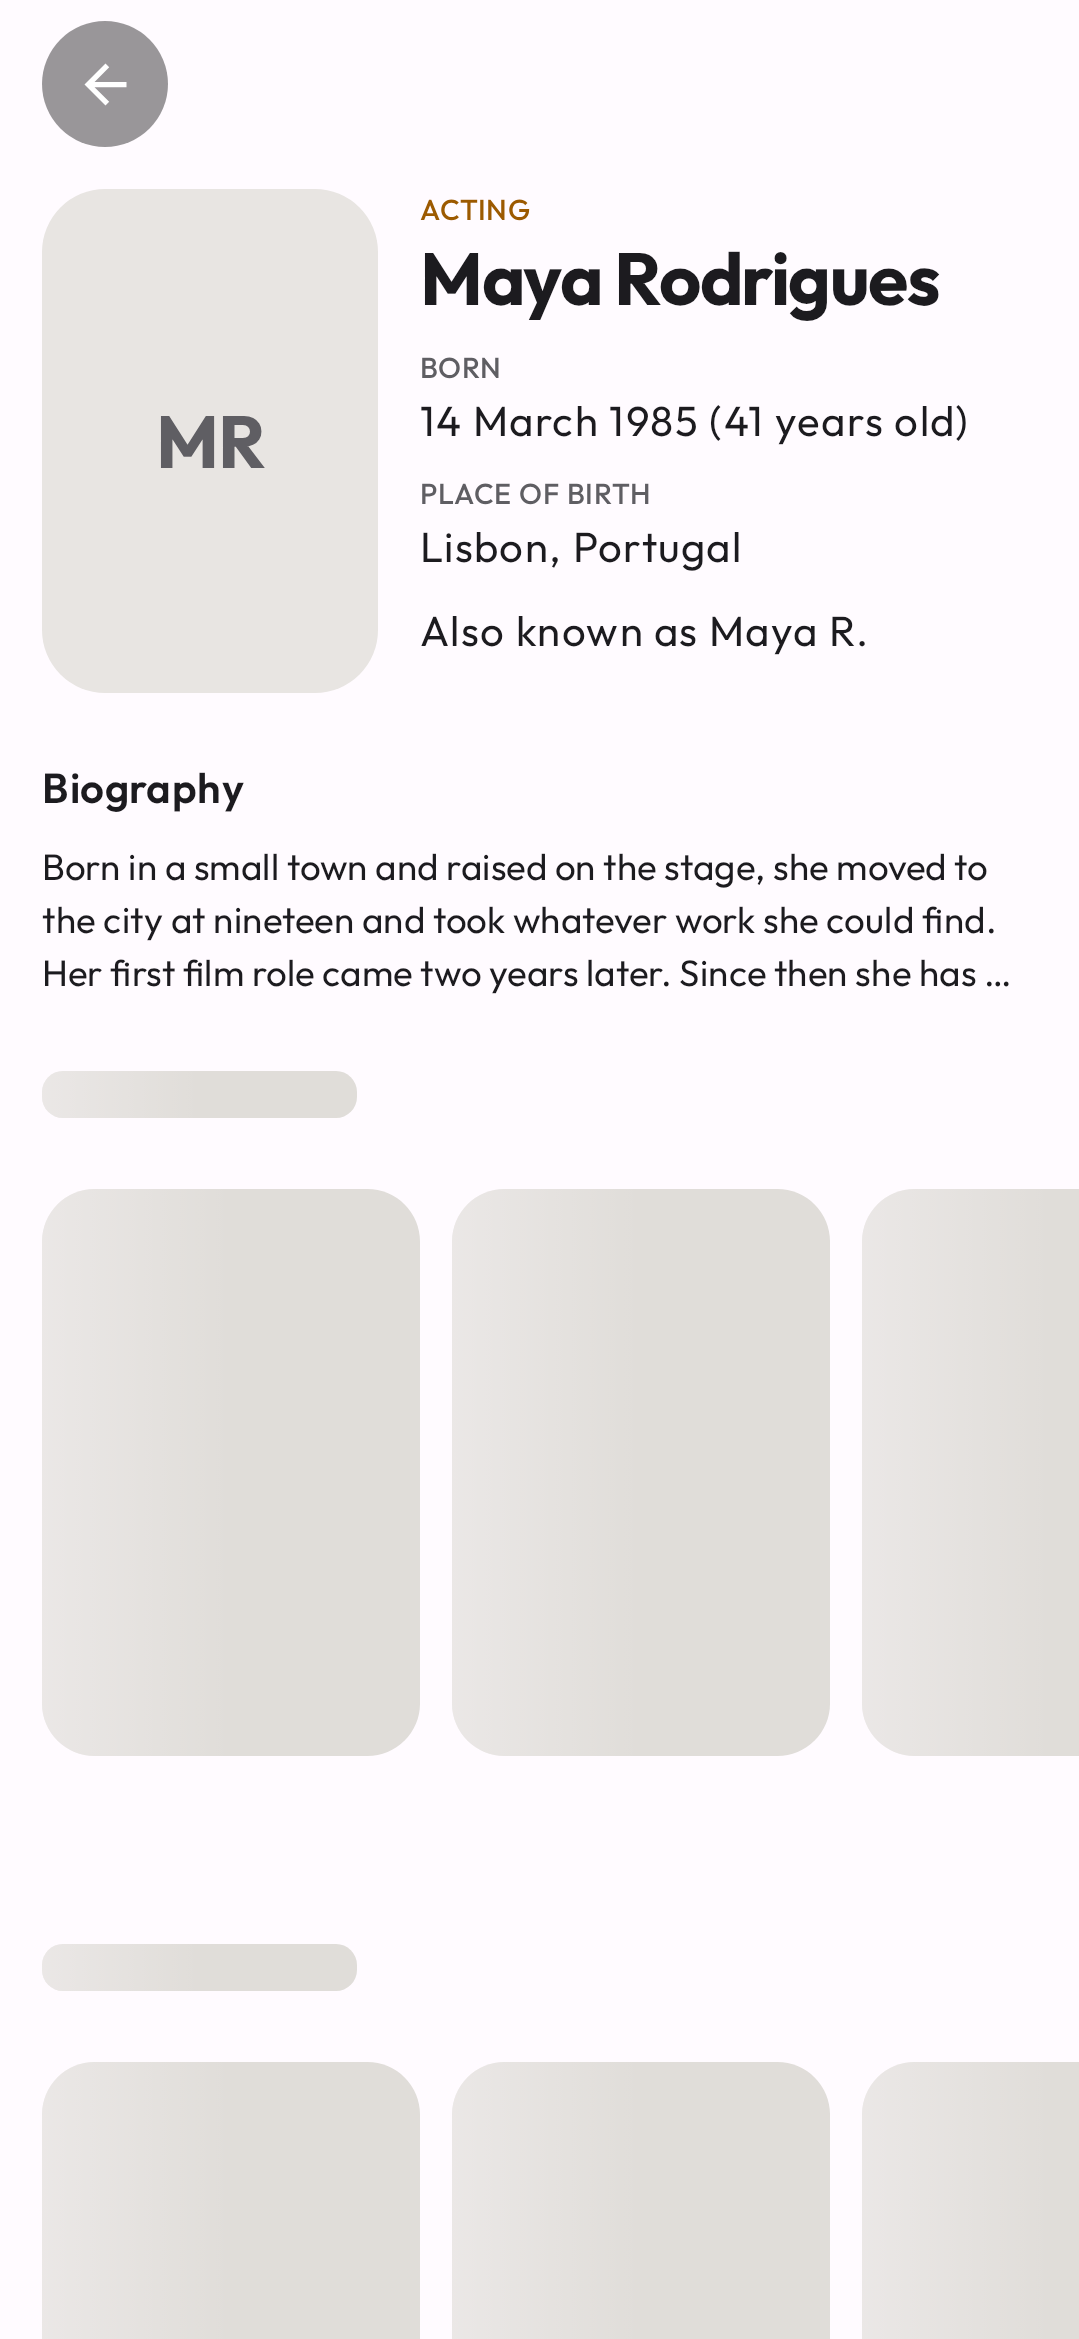 ACTING
Maya Rodrigues
BORN
14 March 1985 (41 years old)
PLACE OF BIRTH
Lisbon, Portugal
Also known as Maya R.
MR
Biography
Born in a small town and raised on the stage, she moved to
the city at nineteen and took whatever work she could find.
Her first film role came two years later. Since then she has ...